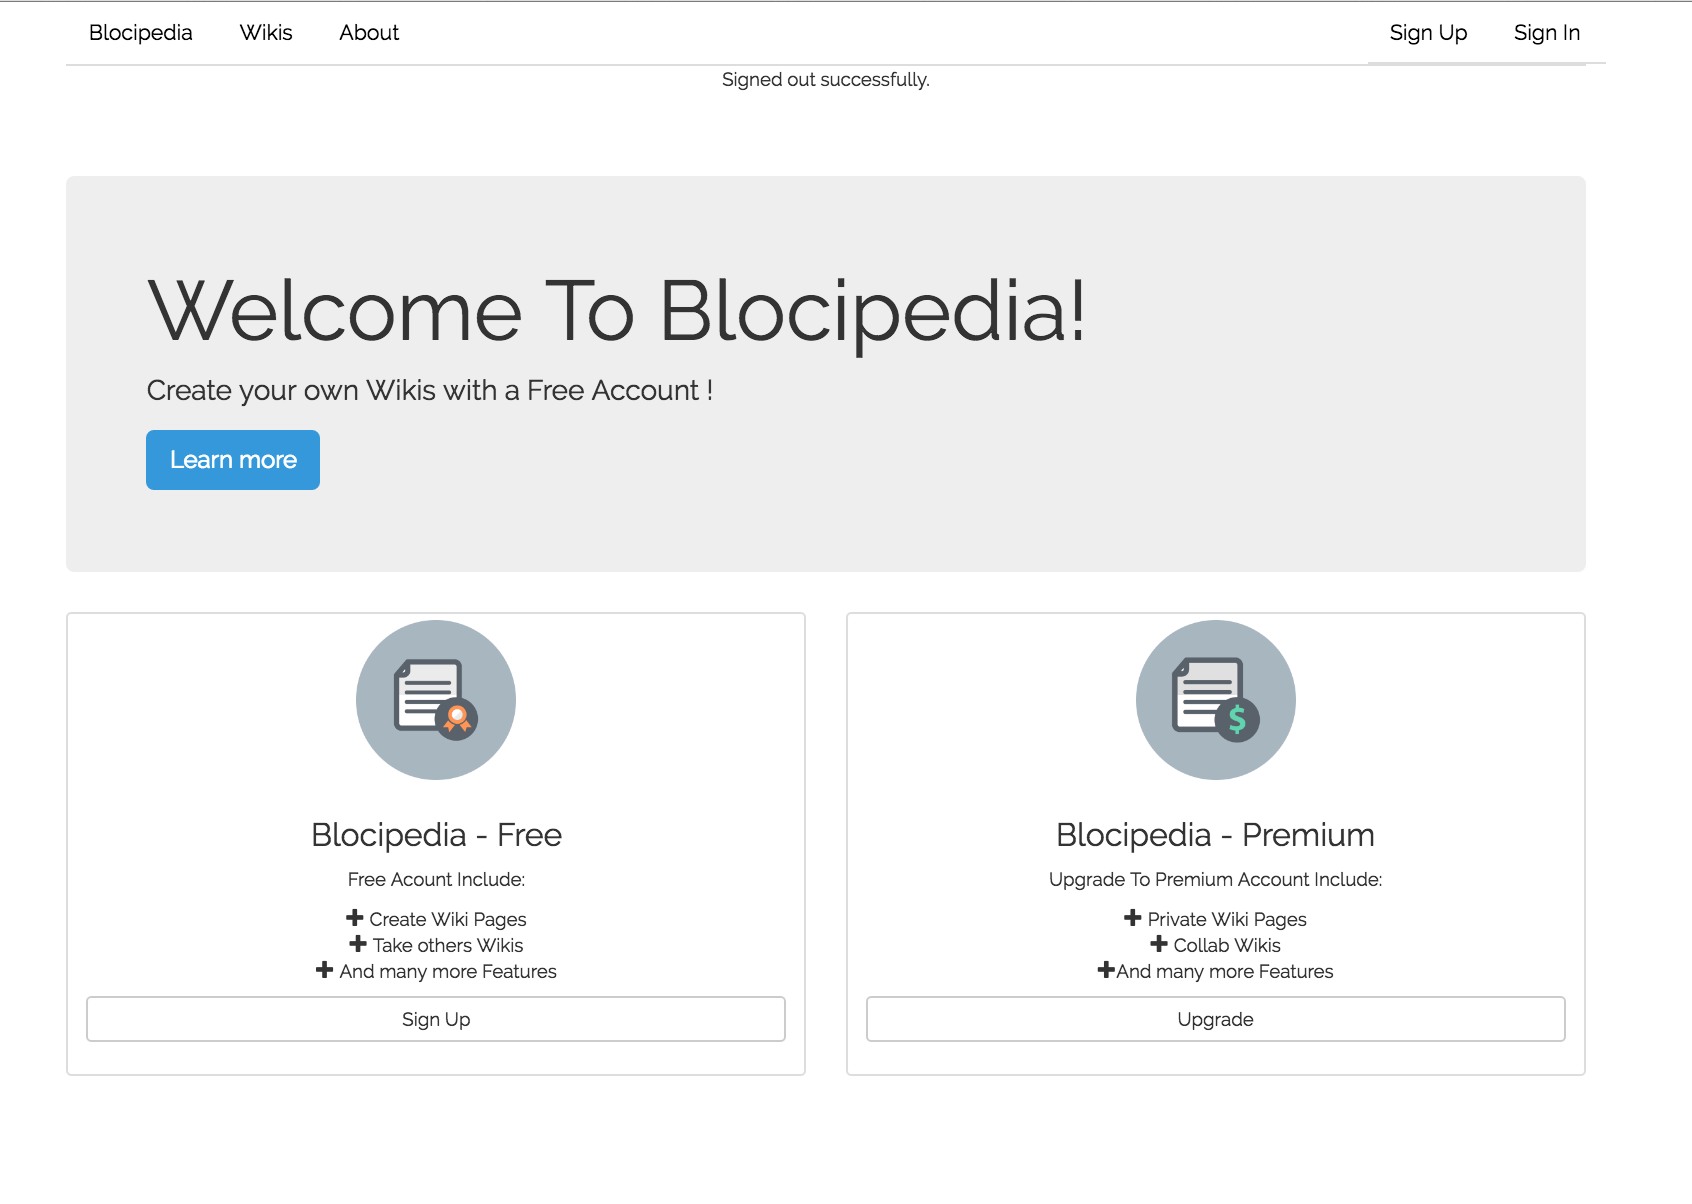 Blocipedia Wikis About Sign Up Sign In
Signed out successfully.
Welcome To Blocipedia!
Create your own Wikis with a Free Account !
Learn more
Blocipedia - Free
Free Acount Include:
Create Wiki Pages
Take others Wikis
And many more Features
Sign Up
$
Blocipedia - Premium
Upgrade To Premium Account Include:
Private Wiki Pages
Collab Wikis
And many more Features
Upgrade